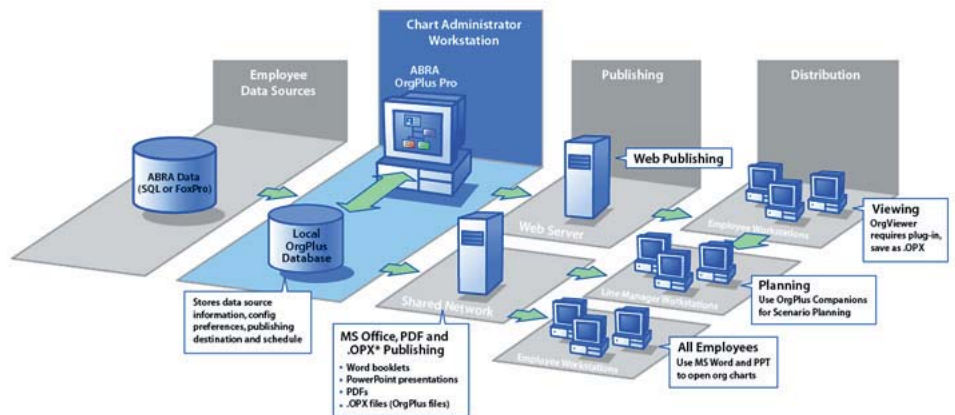 Employee
Data Sources
Chart Administrator
Workstation
ABRA
OrgPlus Pro
Publishing
Distribution
ABRA Data
(SQL or FoxPro)
Local
OrgPlus
Database
Stores data source
information, config
preferences, publishing
destination and schedule
Web Publishing
Web Server
Shared Network
MS Office, PDF and
.OPX* Publishing
• Word booklets
• PowerPoint presentations
• PDFs
• .OPX files (OrgPlus files)
Employee Workstations
Viewing
OrgViewer
requires plug-in,
save as .OPX
Line Manager Workstations
Planning
Use OrgPlus Companions
for Scenario Planning
Employee Workstations
All Employees
Use MS Word and PPT
to open org charts